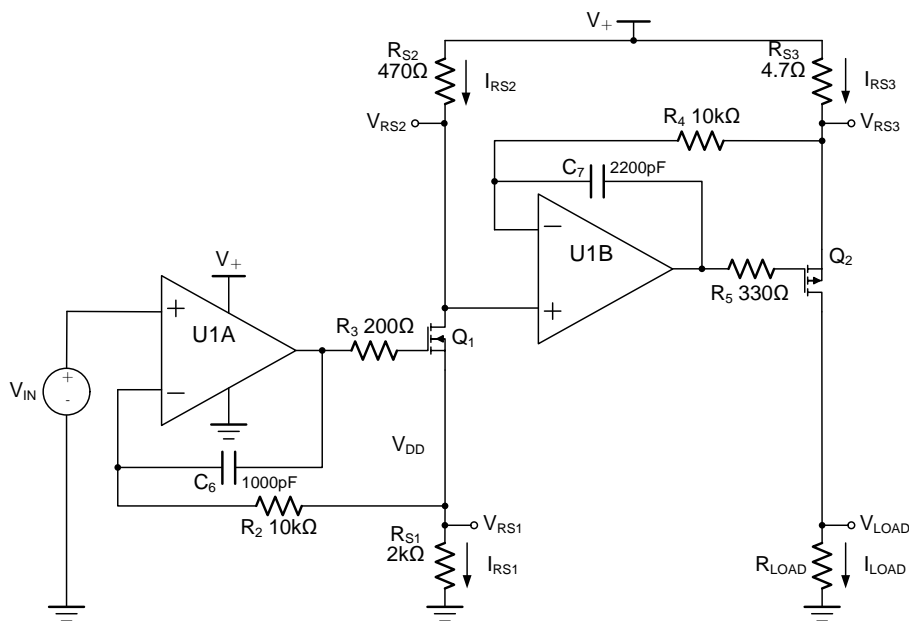 V+
RS2
470Ω
IRS2
RS3
4.7Ω
IRS3
VRS2
R4 10kΩ
VRS3
C7 2200pF
−
U1B
+
Q2
R5 330Ω
V+
+
U1A
−
R3 200Ω
Q1
VIN
+
-
VDD
C6 1000pF
R2 10kΩ
VRS1
RS1
2kΩ
IRS1
VLOAD
RLOAD
ILOAD